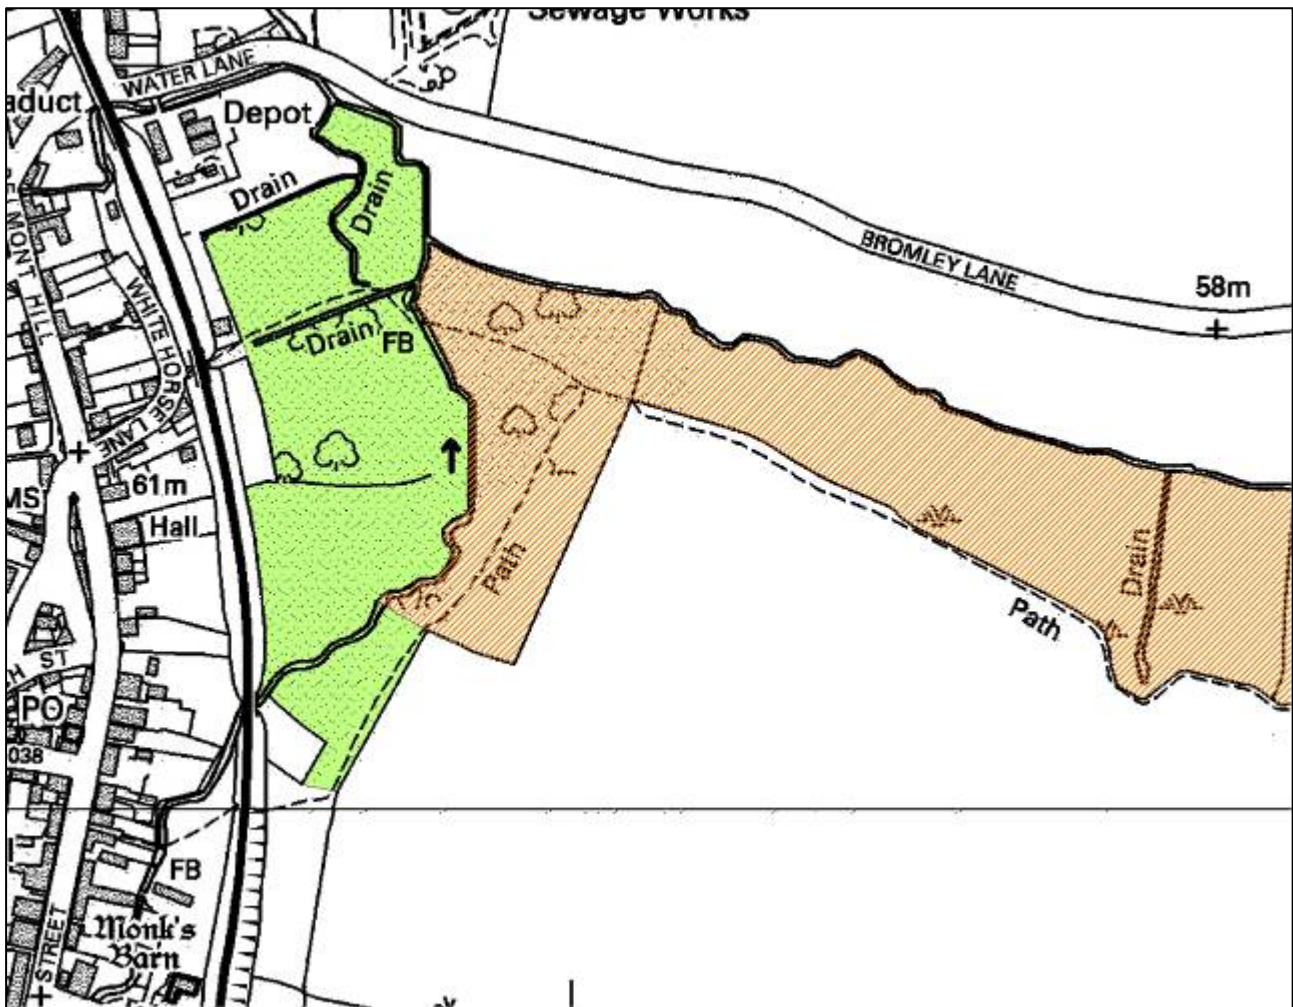 Sewage Works
WATER LANE
aduct
Depot
Drain
Drain
BROMLEY LANE
58m
MONT HILL
WHITE HORSE LANE
Drain
FB
61m
MS
Hall
Path
Drain
Path
ST
PO
038
FB
Monk's
Barn
STREET